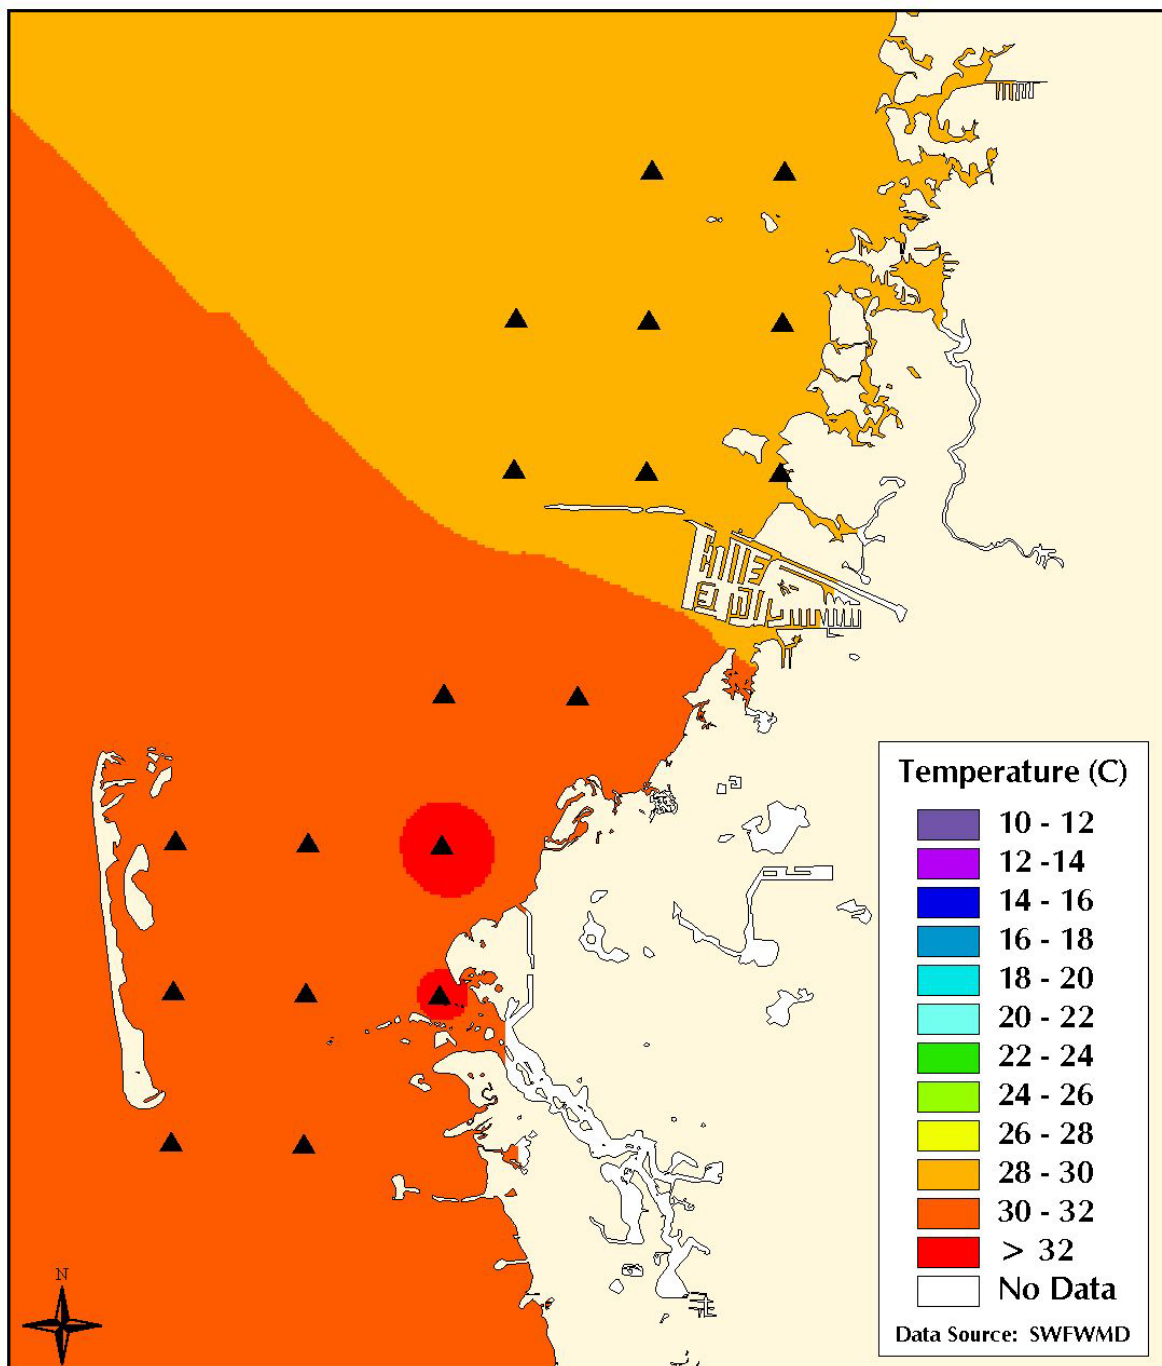 Temperature (C)
10 - 12
12 -14
14 - 16
16 - 18
18 - 20
20 - 22
22 - 24
24 - 26
26 - 28
28 - 30
30 - 32
> 32
No Data
Data Source: SWFWMD
N